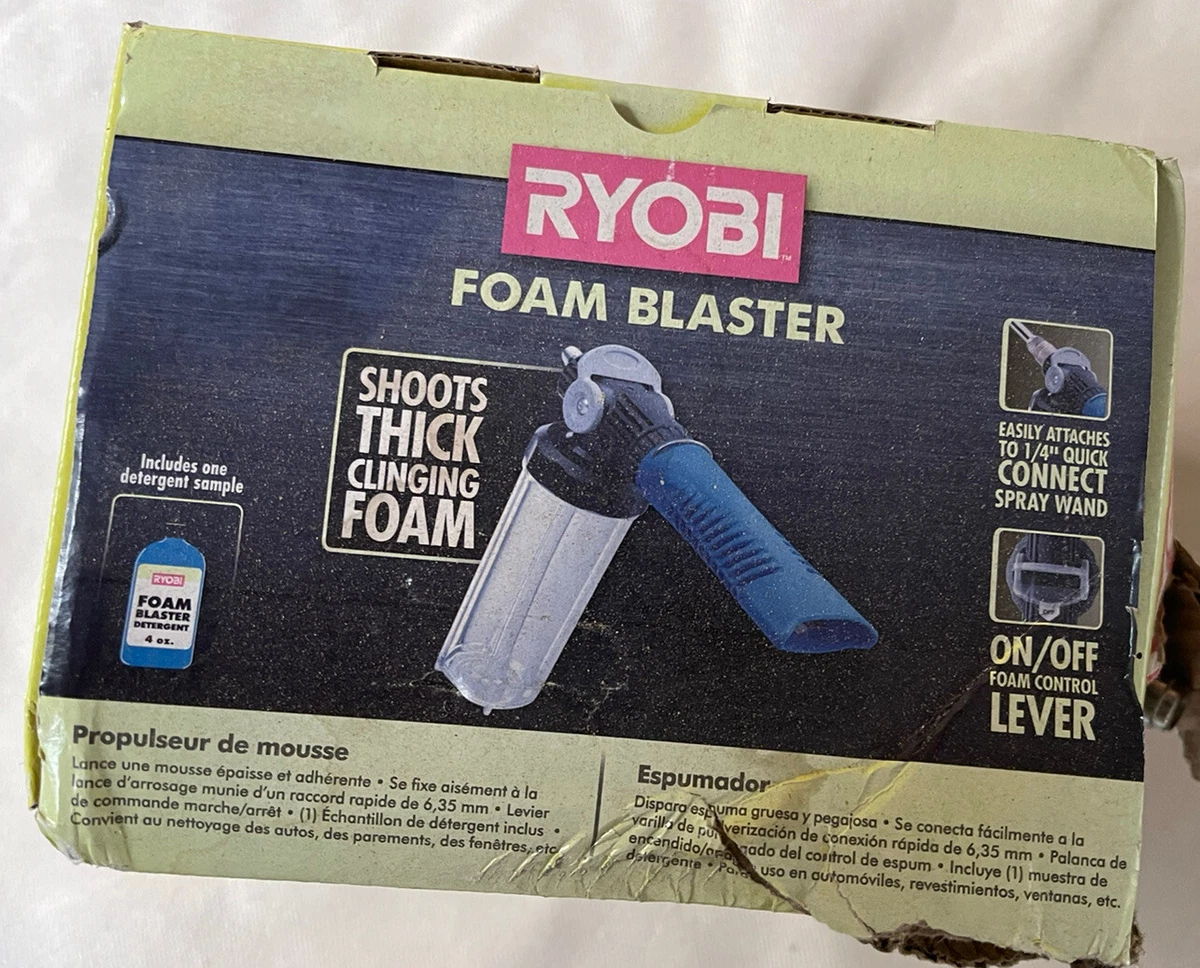 RYOBI™
FOAM BLASTER
SHOOTS
THICK
CLINGING
FOAM
Includes one
detergent sample
RYOBI
FOAM
BLASTER
DETERGENT
4 oz.
EASILY ATTACHES
TO 1/4" QUICK
CONNECT
SPRAY WAND
OFF
ON/OFF
FOAM CONTROL
LEVER
Propulseur de mousse
Lance une mousse épaisse et adhérente • Se fixe aisément à la
lance d'arrosage munie d'un raccord rapide de 6,35 mm • Levier
de commande marche/arrêt • (1) Échantillon de détergent inclus •
Convient au nettoyage des autos, des parements, des fenêtres, etc.
Espumador
Dispara espuma gruesa y pegajosa • Se conecta fácilmente a la
varilla de pulverización de conexión rápida de 6,35 mm • Palanca de
encendido/apagado del control de espum • Incluye (1) muestra de
detergente • Para uso en automóviles, revestimientos, ventanas, etc.